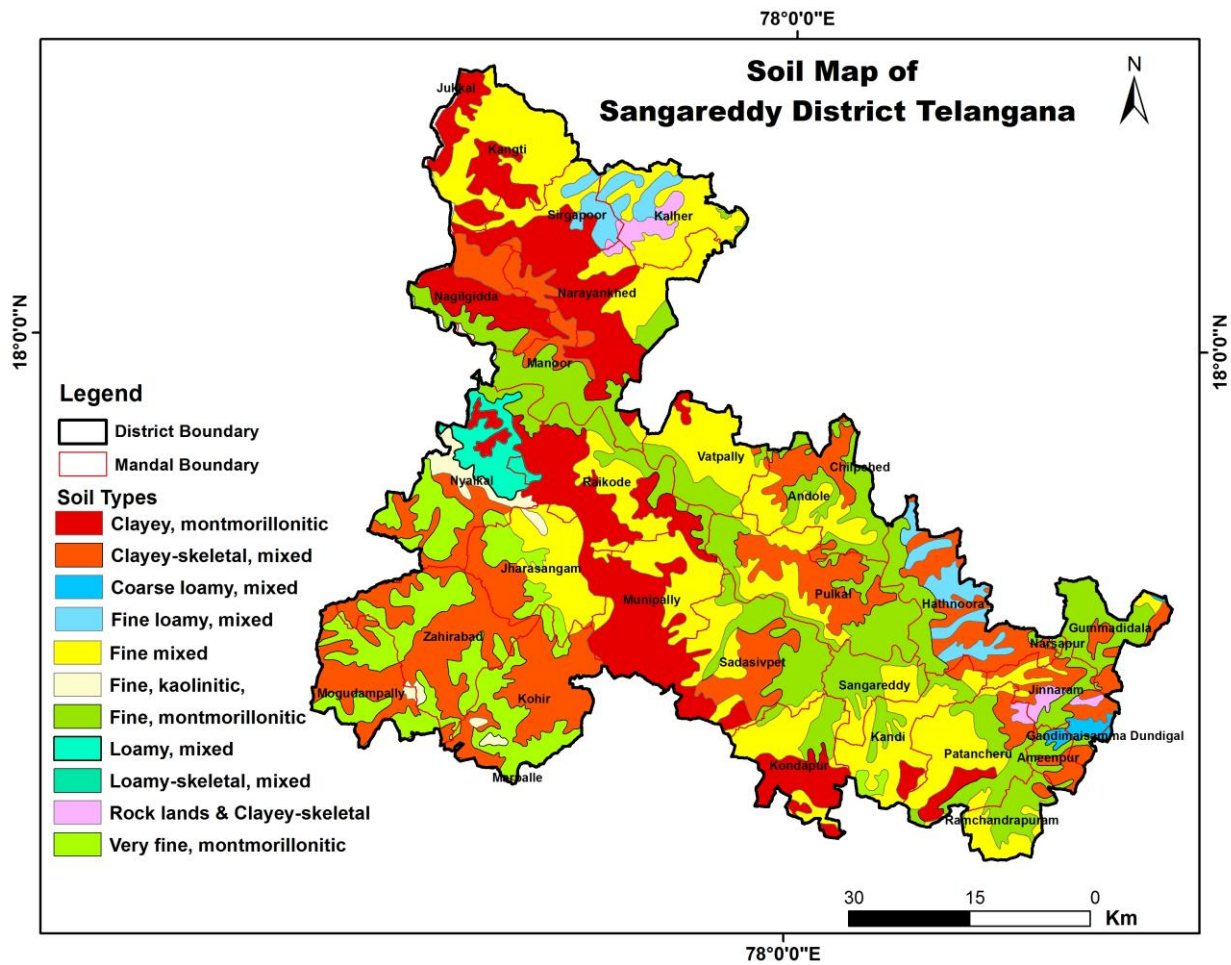 78°0'0"E
Soil Map of
Sangareddy District Telangana
N
Jukkal
Kangti
Sirgapoor
Kalher
Nagilgidda
Narayankhed
18°0'0"N
18°0'0"N
Manoor
Legend
District Boundary
Mandal Boundary
Soil Types
Clayey, montmorillonitic
Clayey-skeletal, mixed
Coarse loamy, mixed
Fine loamy, mixed
Fine mixed
Fine, kaolinitic,
Fine, montmorillonitic
Loamy, mixed
Loamy-skeletal, mixed
Rock lands & Clayey-skeletal
Very fine, montmorillonitic
Vatpally
Chilpched
Nyalkal
Raikode
Andole
Jharasangam
Munipally
Pulkal
Hathnoora
Zahirabad
Gummadidala
Narsapur
Sadasivpet
Sangareddy
Jinnaram
Mogudampally
Kohir
Kandi
Gandimaisamma Dundigal
Patancheru
Ameenpur
Kondapur
Marpalle
Ramchandrapuram
30 15 0
Km
78°0'0"E